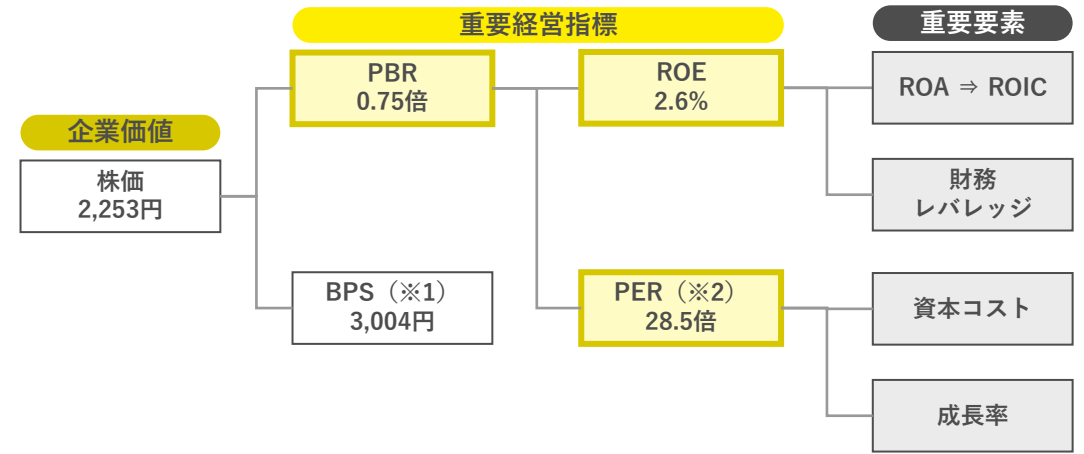 重要経営指標
重要要素
企業価値
株価
2,253円
PBR
0.75倍
BPS（※1）
3,004円
ROE
2.6%
PER（※2）
28.5倍
ROA ⇒ ROIC
財務
レバレッジ
資本コスト
成長率